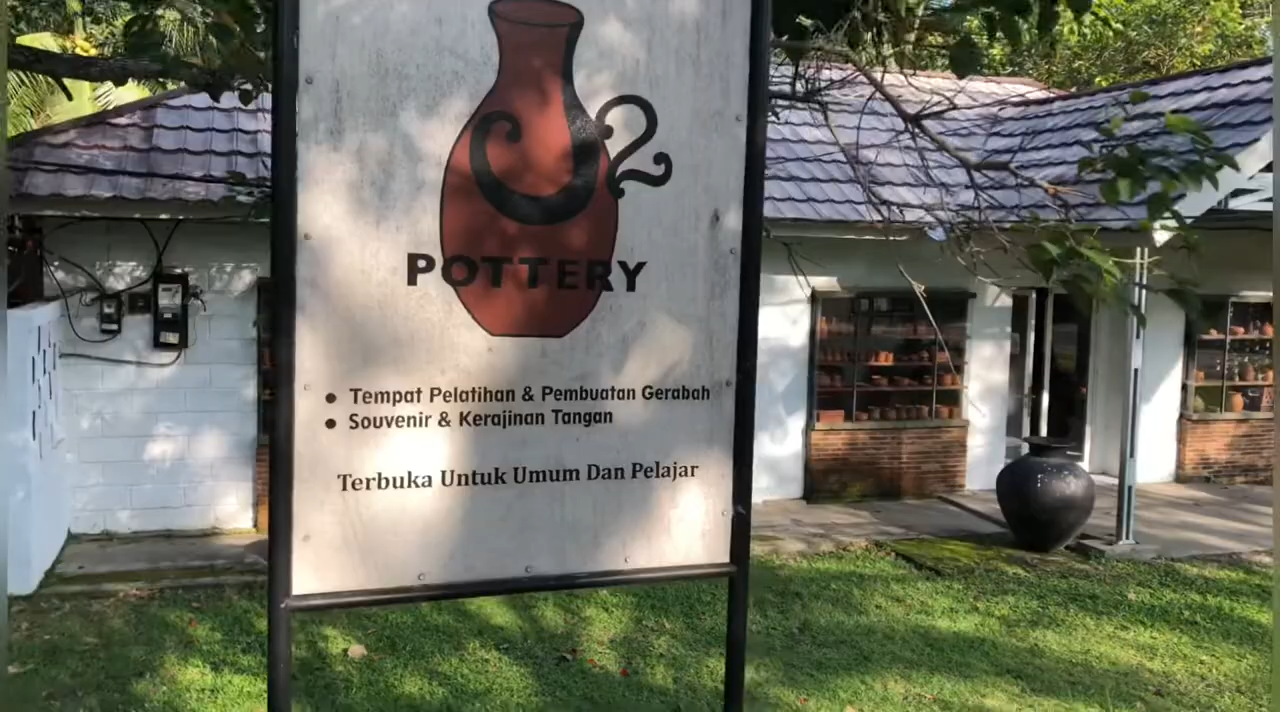 POTTERY
● Tempat Pelatihan & Pembuatan Gerabah
● Souvenir & Kerajinan Tangan
Terbuka Untuk Umum Dan Pelajar